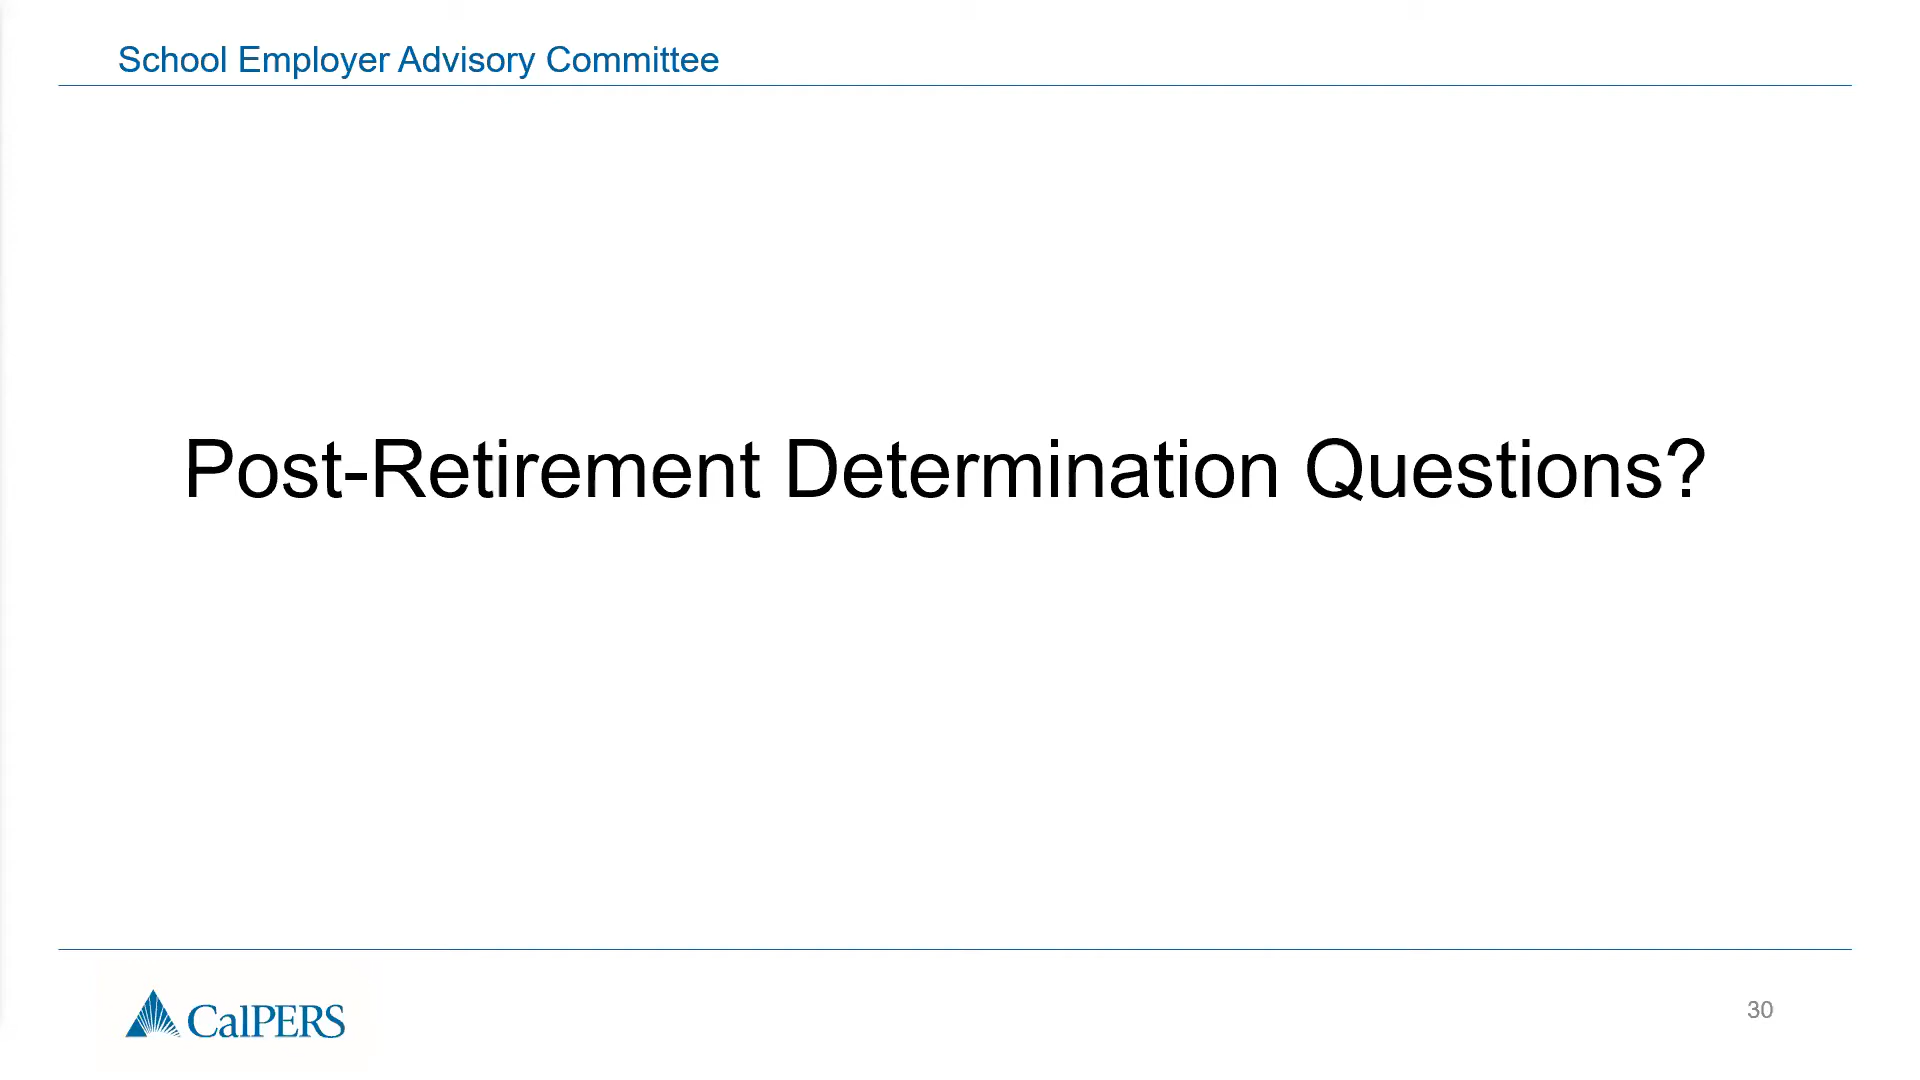 School Employer Advisory Committee
Post-Retirement Determination Questions?
CalPERS
30